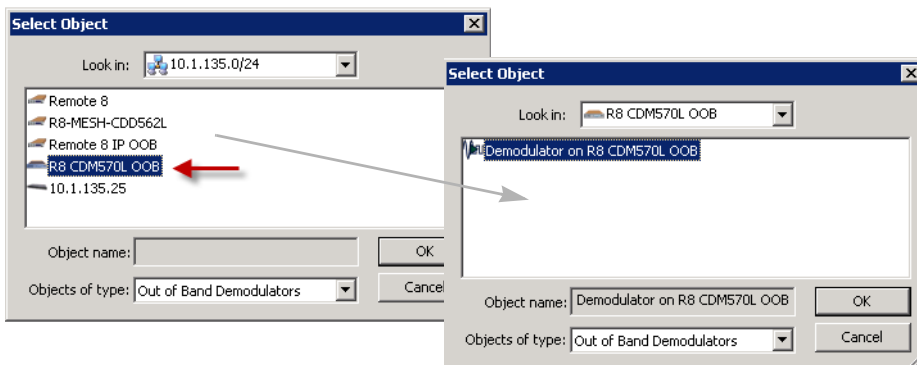 Select Object
Look in: 10.1.135.0/24
Remote 8
R8-MESH-CDD562L
Remote 8 IP OOB
R8 CDM570L OOB
10.1.135.25
Object name:
OK
Objects of type: Out of Band Demodulators
Cancel
Select Object
Look in: R8 CDM570L OOB
Demodulator on R8 CDM570L OOB
Object name: Demodulator on R8 CDM570L OOB
OK
Objects of type: Out of Band Demodulators
Cancel